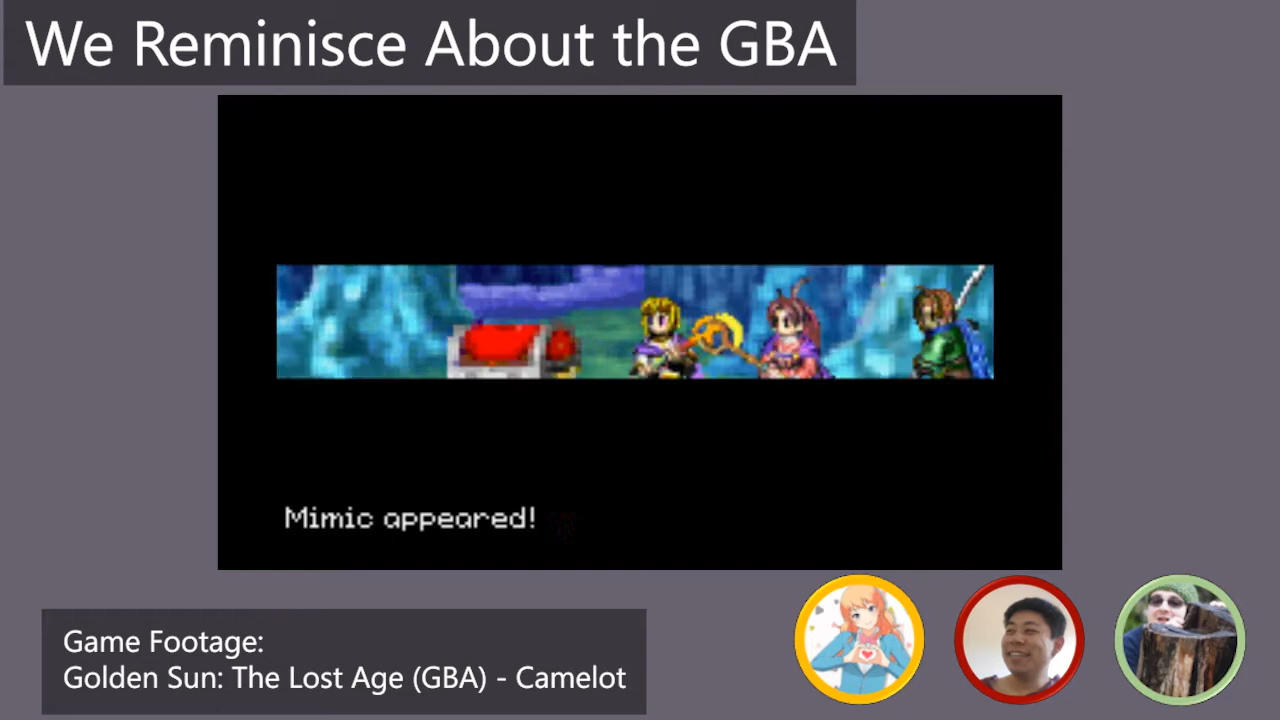 We Reminisce About the GBA
Mimic appeared!
Game Footage:
Golden Sun: The Lost Age (GBA) - Camelot